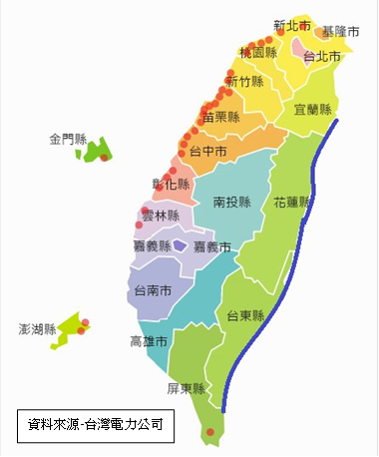 新北市
基隆市
桃園縣
台北市
新竹縣
宜蘭縣
苗栗縣
金門縣
台中市
彰化縣
南投縣
花蓮縣
雲林縣
嘉義縣
嘉義市
台南市
台東縣
澎湖縣
高雄市
屏東縣
資料來源-台灣電力公司